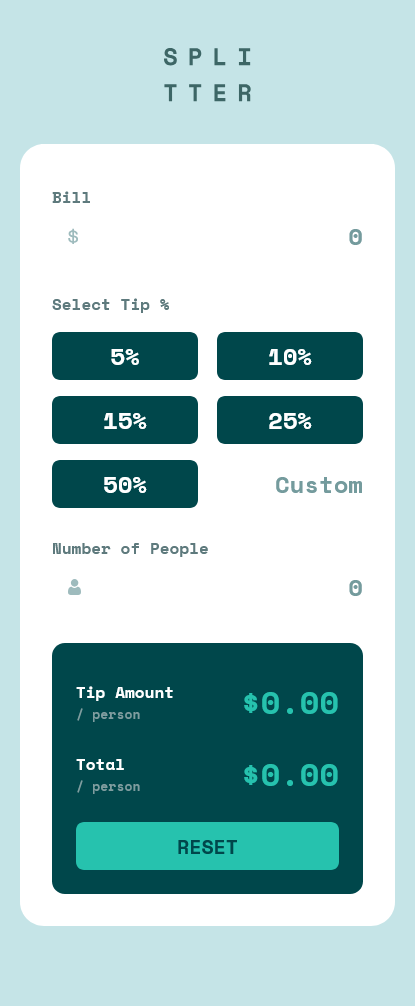 SPLI
TTER
Bill
$ 0
Select Tip %
5% 10%
15% 25%
50% Custom
Number of People
0
Tip Amount
/ person
$0.00
Total
/ person
$0.00
RESET